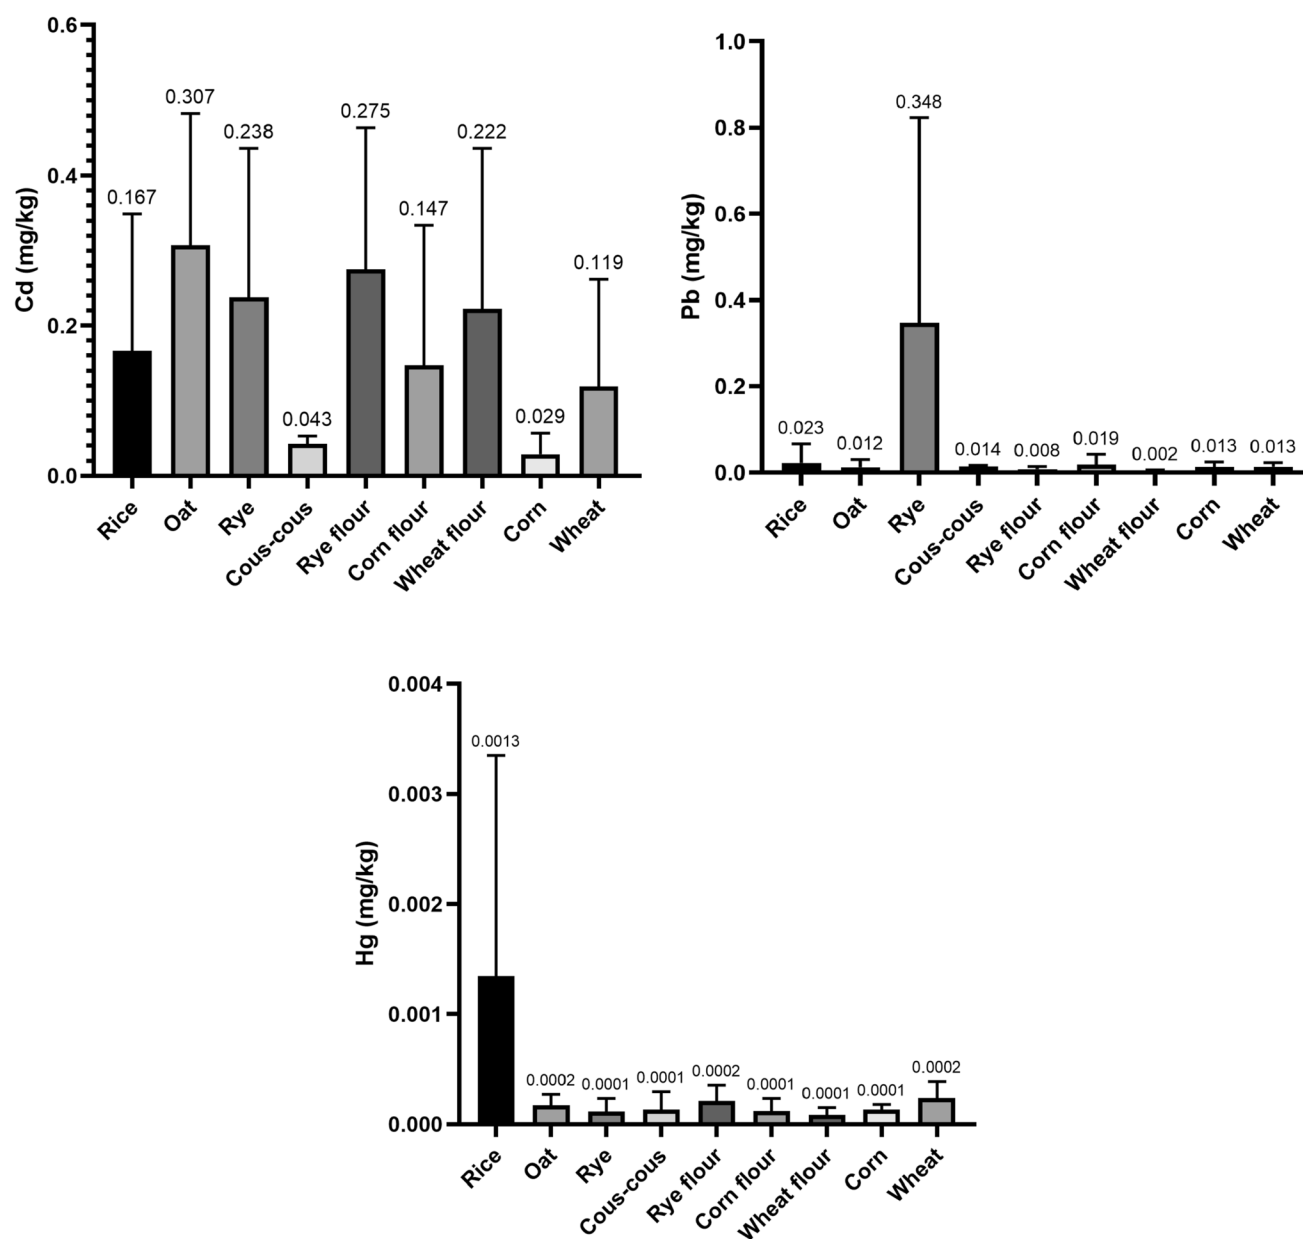 Cd (mg/kg)
0.6
0.4
0.2
0.0
0.167
0.307
0.238
0.043
0.275
0.147
0.222
0.029
0.119
Rice
Oat
Rye
Cous-cous
Rye flour
Corn flour
Wheat flour
Corn
Wheat
Pb (mg/kg)
1.0
0.8
0.6
0.4
0.2
0.0
0.023
0.012
0.348
0.014
0.008
0.019
0.002
0.013
0.013
Rice
Oat
Rye
Cous-cous
Rye flour
Corn flour
Wheat flour
Corn
Wheat
Hg (mg/kg)
0.004
0.003
0.002
0.001
0.000
0.0013
0.0002
0.0001
0.0001
0.0002
0.0001
0.0001
0.0001
0.0002
Rice
Oat
Rye
Cous-cous
Rye flour
Corn flour
Wheat flour
Corn
Wheat